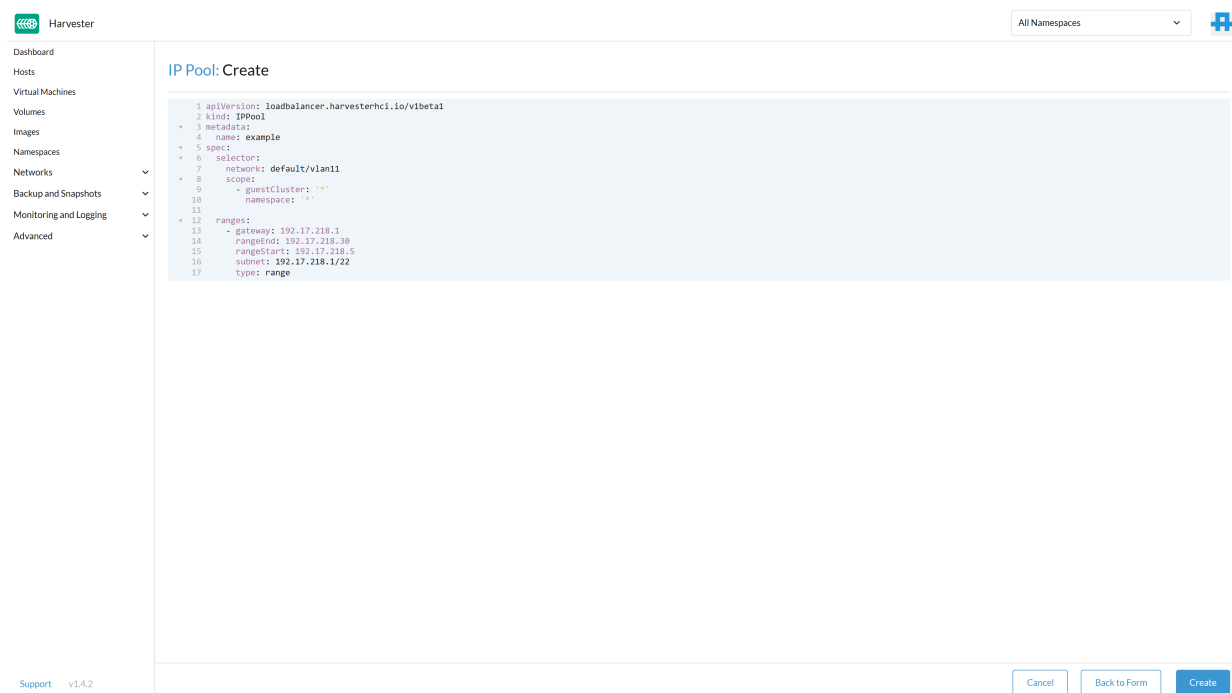 Harvester
All Namespaces
Dashboard
Hosts
Virtual Machines
Volumes
Images
Namespaces
Networks
Backup and Snapshots
Monitoring and Logging
Advanced
IP Pool: Create
1 apiVersion: loadbalancer.harvesterhci.io/v1beta1
2 kind: IPPool
3 metadata:
4   name: example
5 spec:
6   selector:
7     network: default/vlan11
8     scope:
9       - guestCluster: '*'
10         namespace: '*'
11
12   ranges:
13     - gateway: 192.17.218.1
14       rangeEnd: 192.17.218.30
15       rangeStart: 192.17.218.5
16       subnet: 192.17.218.1/22
17       type: range
Support v1.4.2
Cancel
Back to Form
Create